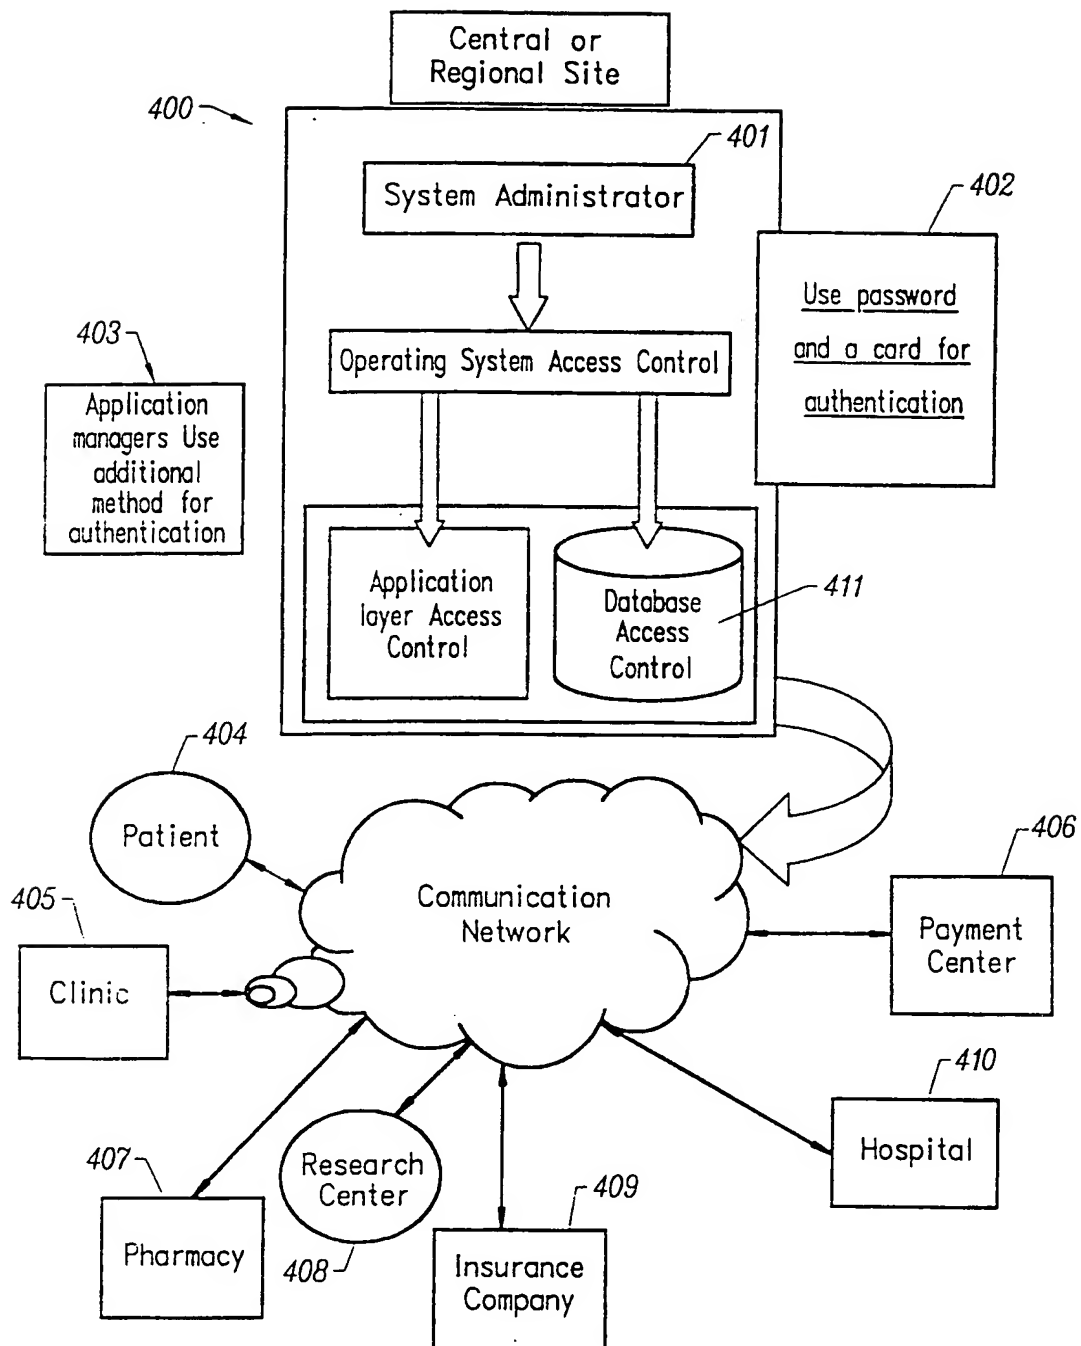 Central or
Regional Site
400
401
System Administrator
402
Use password
and a card for
authentication
403
Application
managers Use
additional
method for
authentication
Operating System Access Control
Application
layer Access
Control
Database
Access
Control
411
404
Patient
405
Clinic
Communication
Network
406
Payment
Center
410
Hospital
407
Pharmacy
Research
Center
408
409
Insurance
Company